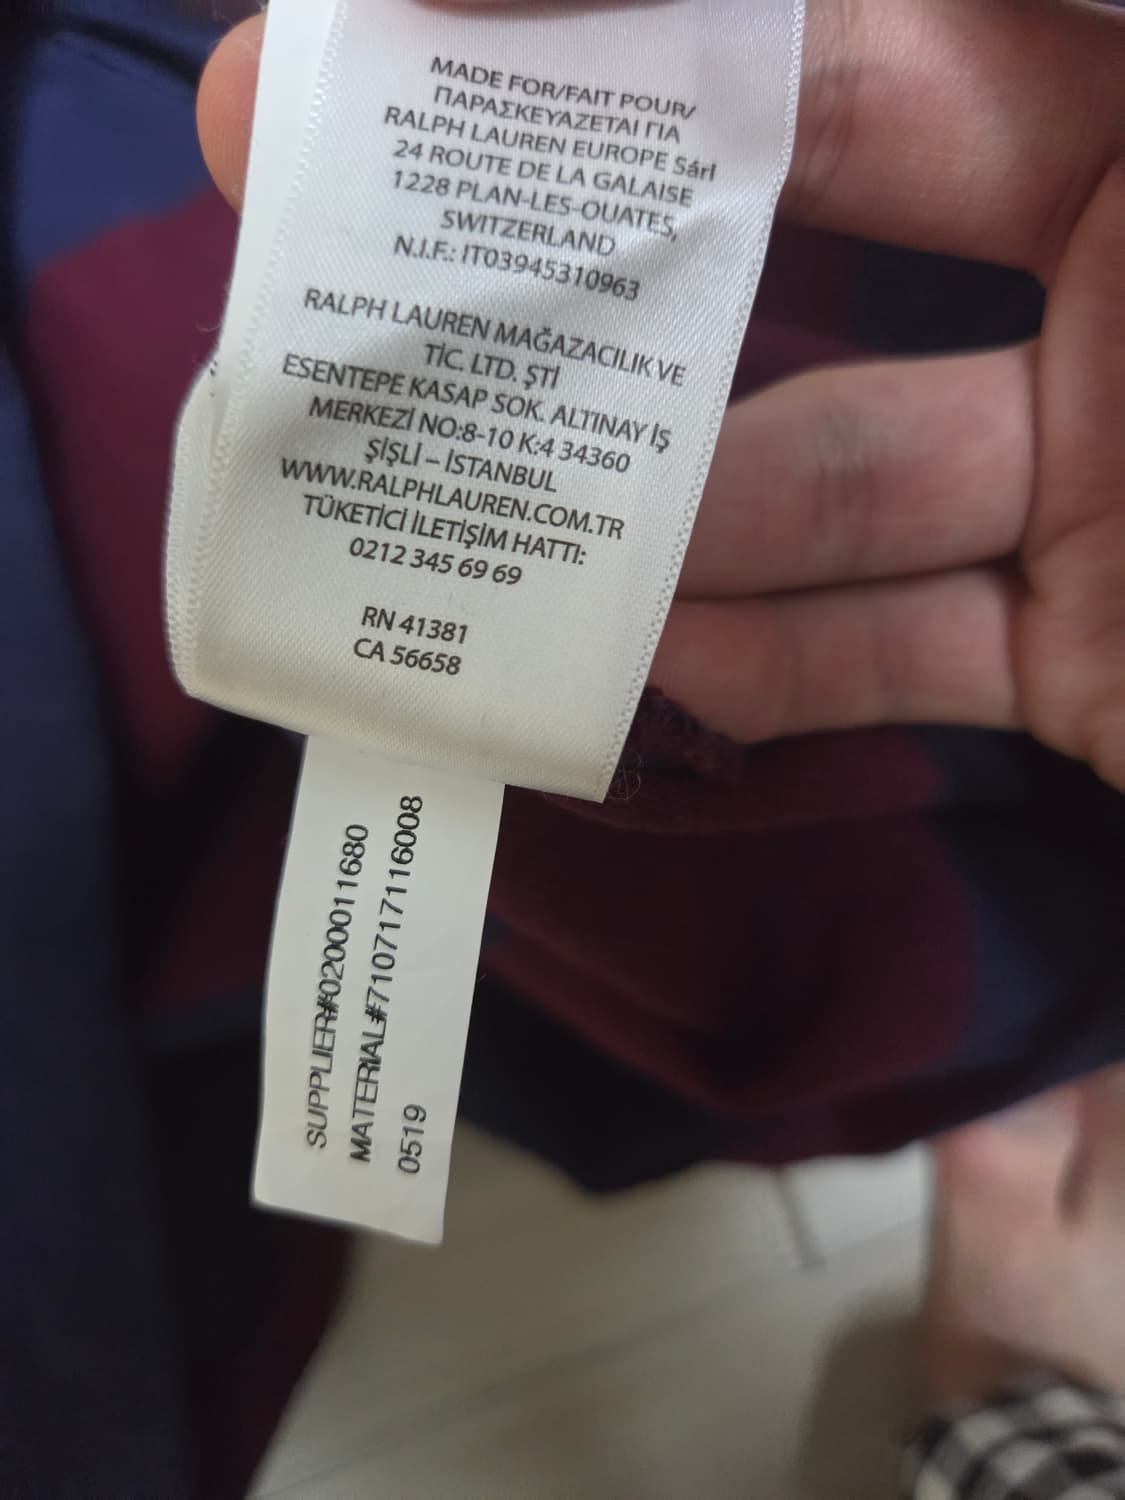 MADE FOR/FAIT POUR/
ΠΑΡΑΣΚΕΥΑΖΕΤΑΙ ΓΙΑ
RALPH LAUREN EUROPE Sárl
24 ROUTE DE LA GALAISE
1228 PLAN-LES-OUATES,
SWITZERLAND
N.I.F.: IT03945310963
RALPH LAUREN MAĞAZACILIK VE
TİC. LTD. ŞTİ
ESENTEPE KASAP SOK. ALTINAY İŞ
MERKEZİ NO:8-10 K:4 34360
ŞİŞLİ – İSTANBUL
WWW.RALPHLAUREN.COM.TR
TÜKETİCİ İLETİŞİM HATTI:
0212 345 69 69
RN 41381
CA 56658
SUPPLIER#0200011680
MATERIAL#710717116008
0519